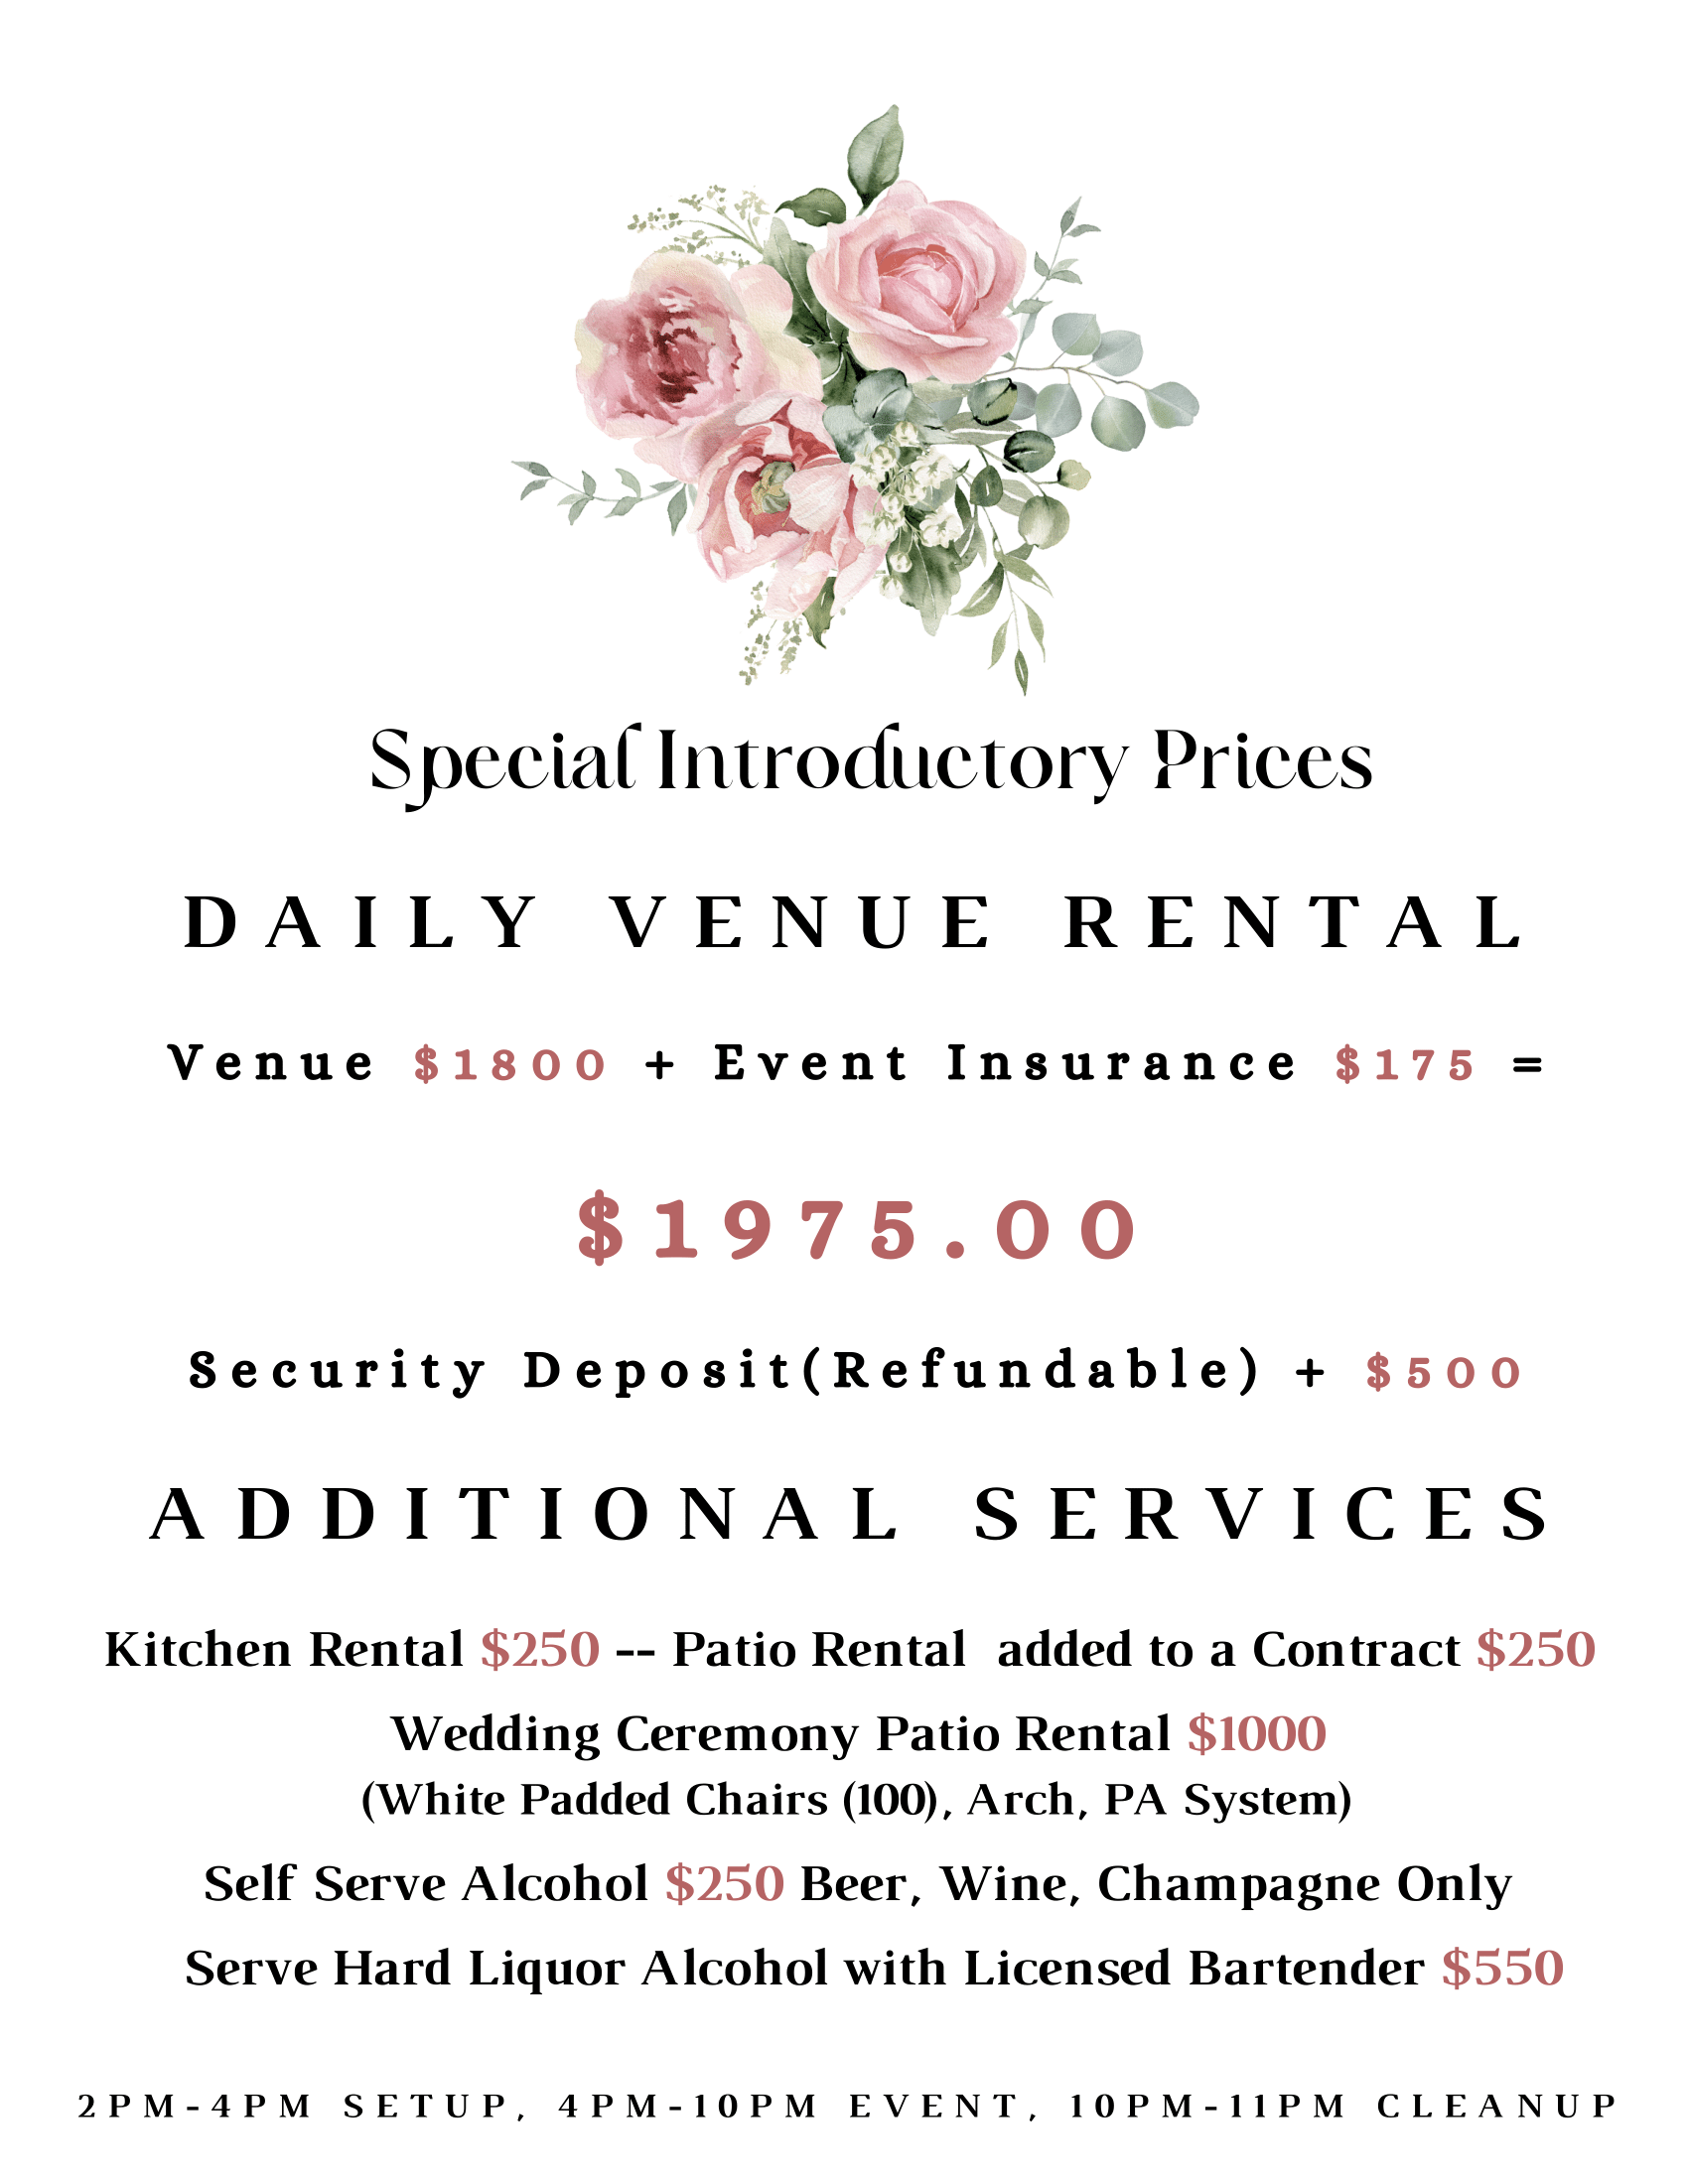 Special Introductory Prices
DAILY VENUE RENTAL
Venue $1800 + Event Insurance $175 =
$1975.00
Security Deposit(Refundable) + $500
ADDITIONAL SERVICES
Kitchen Rental $250 -- Patio Rental  added to a Contract $250
Wedding Ceremony Patio Rental $1000
(White Padded Chairs (100), Arch, PA System)
Self Serve Alcohol $250 Beer, Wine, Champagne Only
Serve Hard Liquor Alcohol with Licensed Bartender $550
2PM-4PM SETUP, 4PM-10PM EVENT, 10PM-11PM CLEANUP